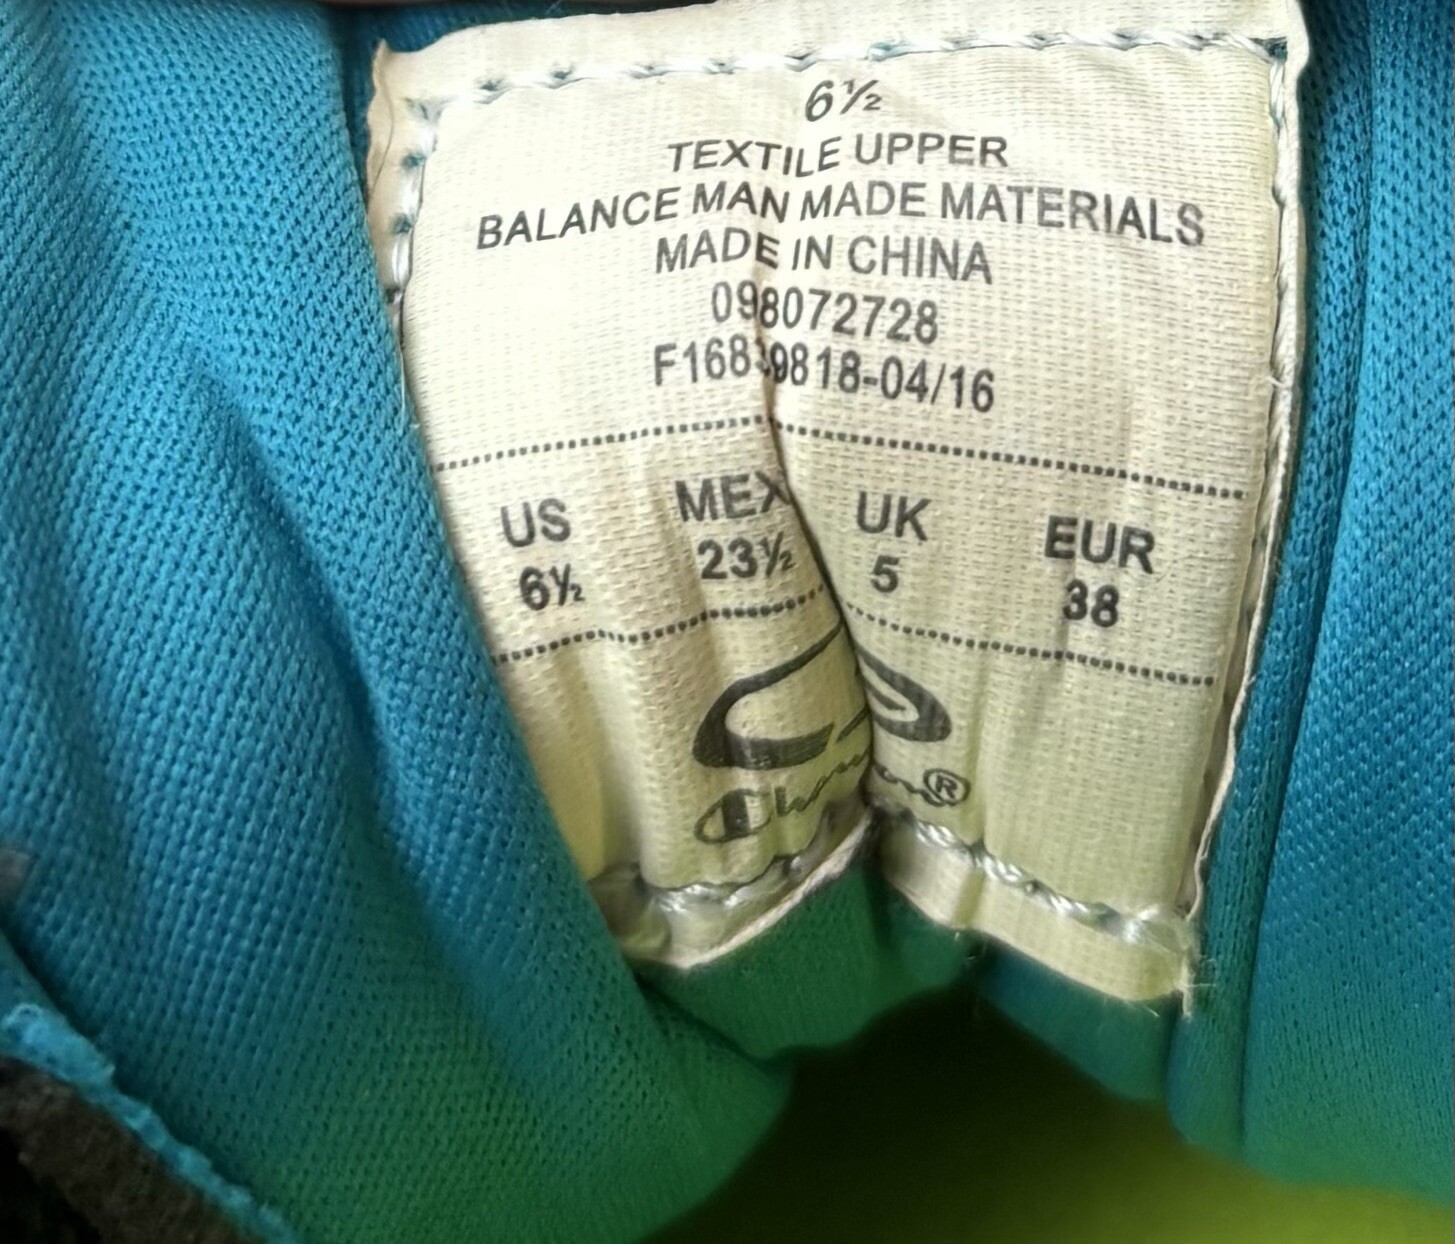 6½
TEXTILE UPPER
BALANCE MAN MADE MATERIALS
MADE IN CHINA
098072728
US MEX UK EUR
6½ 23½ 5 38
Champion®